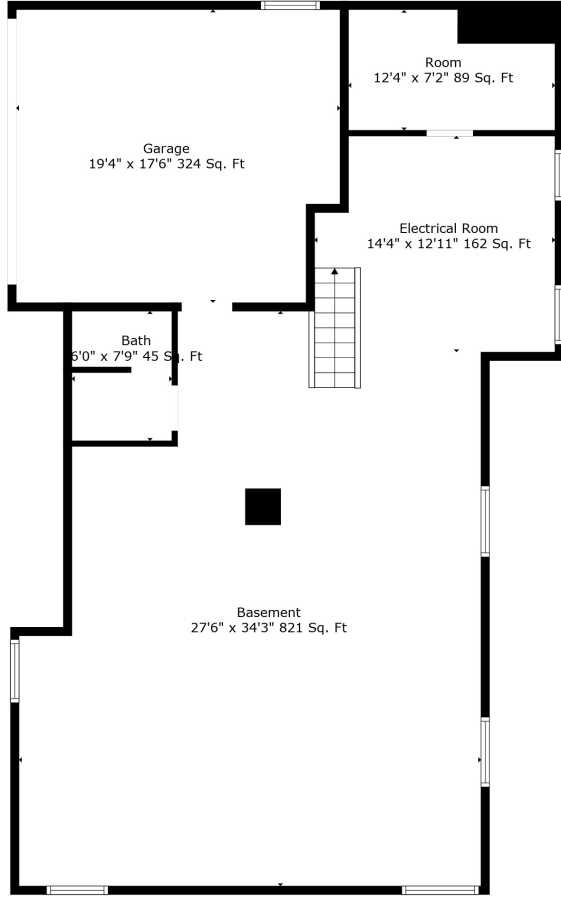 Room
12'4" x 7'2" 89 Sq. Ft
Garage
19'4" x 17'6" 324 Sq. Ft
Electrical Room
14'4" x 12'11" 162 Sq. Ft
Bath
6'0" x 7'9" 45 Sq. Ft
Basement
27'6" x 34'3" 821 Sq. Ft